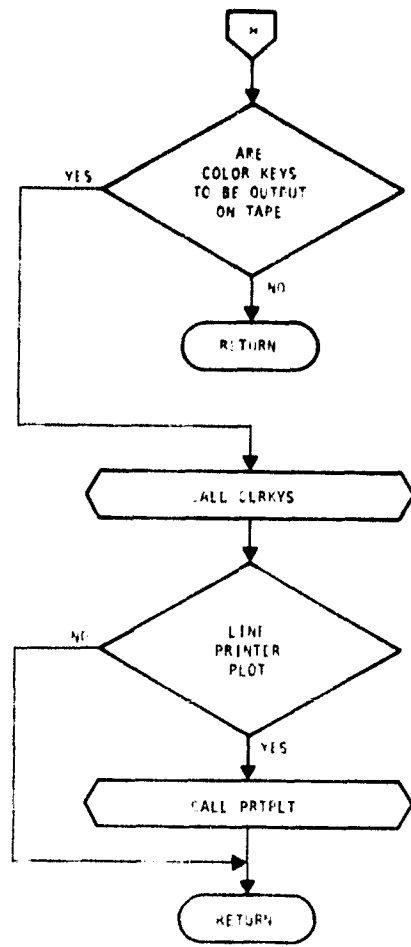 ARE
COLOR KEYS
TO BE OUTPUT
ON TAPE
YES
NO
RETURN
CALL CLRKYS
LINE
PRINTER
PLOT
NO
YES
CALL PRTPLT
RETURN